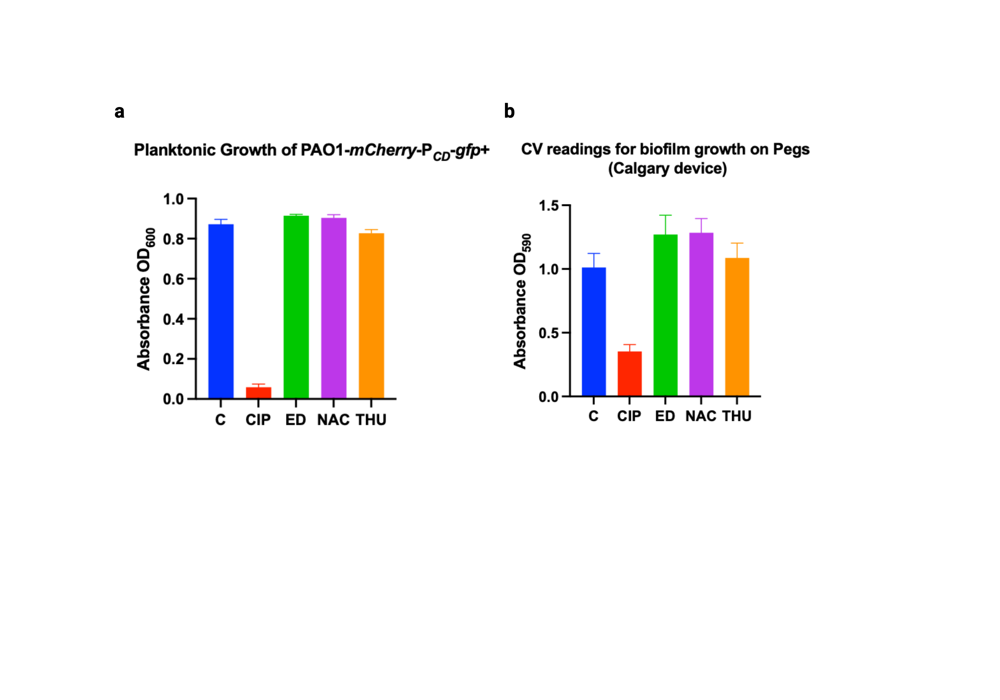 a
Planktonic Growth of PAO1-mCherry-PCD-gfp+
Absorbance OD600
1.0
0.8
0.6
0.4
0.2
0.0
C CIP ED NAC THU
b
CV readings for biofilm growth on Pegs
(Calgary device)
Absorbance OD590
1.5
1.0
0.5
0.0
C CIP ED NAC THU